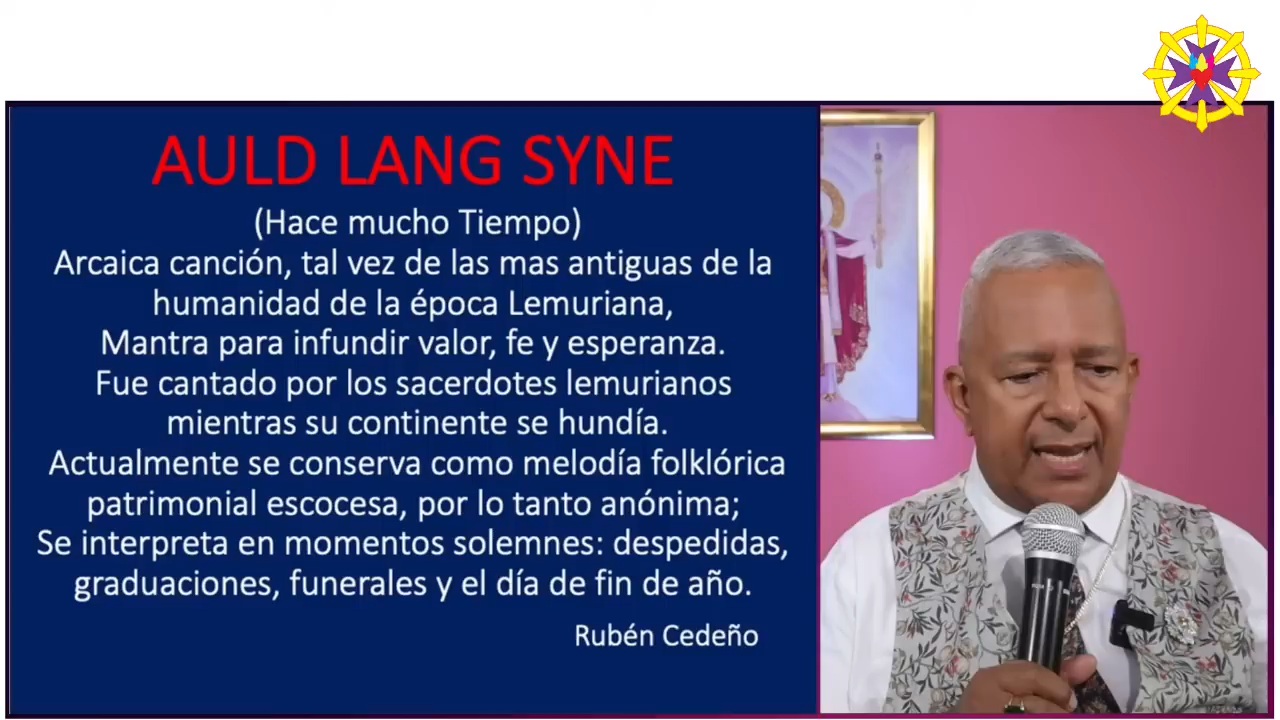 AULD LANG SYNE
(Hace mucho Tiempo)
Arcaica canción, tal vez de las mas antiguas de la
humanidad de la época Lemuriana,
Mantra para infundir valor, fe y esperanza.
Fue cantado por los sacerdotes lemurianos
mientras su continente se hundía.
Actualmente se conserva como melodía folklórica
patrimonial escocesa, por lo tanto anónima;
Se interpreta en momentos solemnes: despedidas,
graduaciones, funerales y el día de fin de año.
Rubén Cedeño